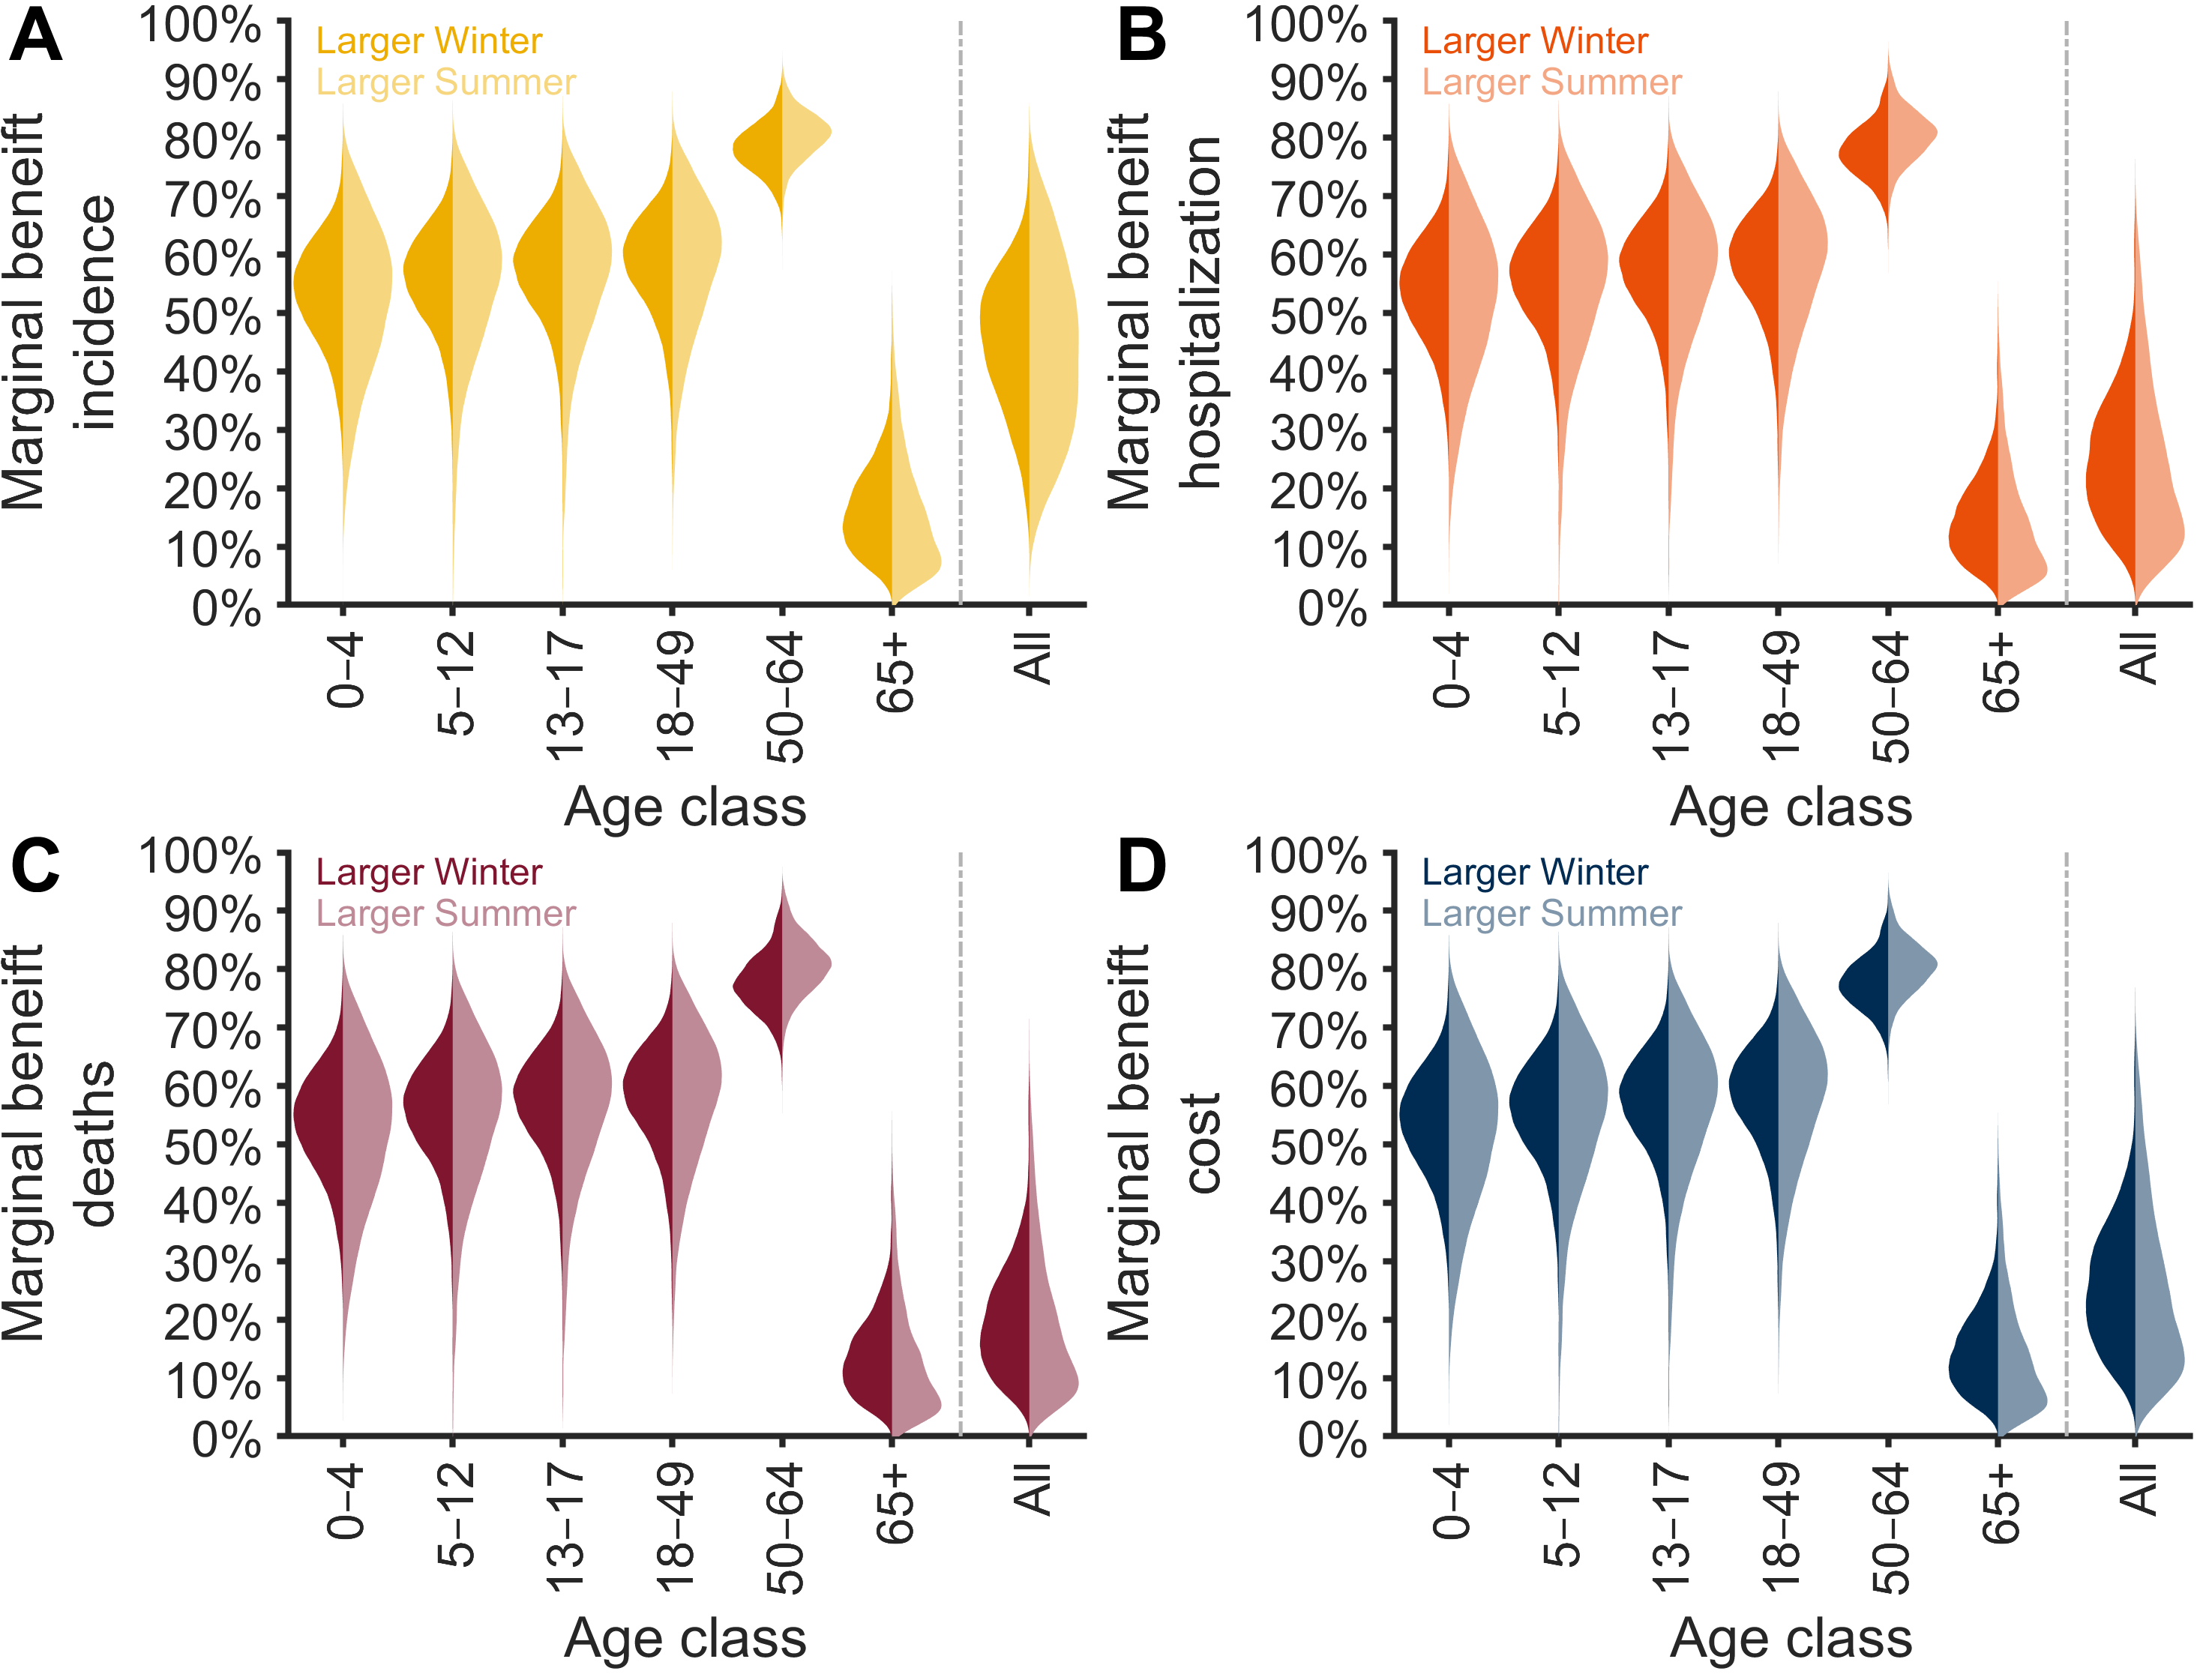 A
Marginal beneift
incidence
100%
90%
80%
70%
60%
50%
40%
30%
20%
10%
0%
Larger Winter
Larger Summer
0–4
5–12
13–17
18–49
50–64
65+
All
Age class
B
Marginal beneift
hospitalization
100%
90%
80%
70%
60%
50%
40%
30%
20%
10%
0%
Larger Winter
Larger Summer
0–4
5–12
13–17
18–49
50–64
65+
All
Age class
C
Marginal beneift
deaths
100%
90%
80%
70%
60%
50%
40%
30%
20%
10%
0%
Larger Winter
Larger Summer
0–4
5–12
13–17
18–49
50–64
65+
All
Age class
D
Marginal beneift
cost
100%
90%
80%
70%
60%
50%
40%
30%
20%
10%
0%
Larger Winter
Larger Summer
0–4
5–12
13–17
18–49
50–64
65+
All
Age class